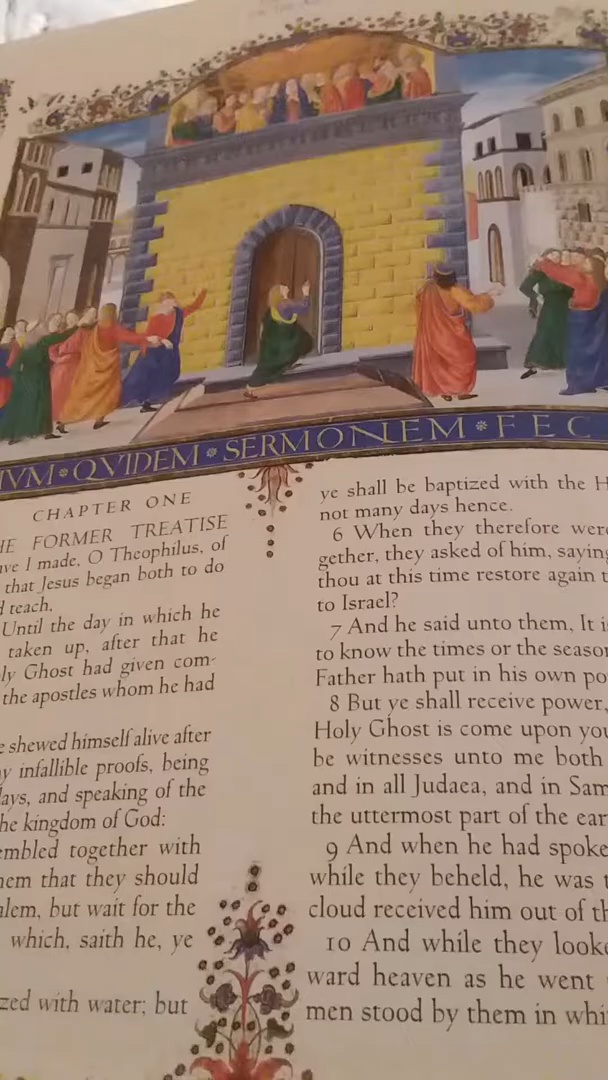 IVM * QVIDEM * SERMONEM * FEC
CHAPTER ONE
HE FORMER TREATISE
ve I made, O Theophilus, of
that Jesus began both to do
teach.
Until the day in which he
taken up, after that he
ly Ghost had given com-
the apostles whom he had
e shewed himself alive after
y infallible proofs, being
ays, and speaking of the
he kingdom of God:
embled together with
hem that they should
alem, but wait for the
which, saith he, ye
zed with water; but
ye shall be baptized with the H
not many days hence.
6 When they therefore were
gether, they asked of him, saying
thou at this time restore again t
to Israel?
7 And he said unto them, It is
to know the times or the season
Father hath put in his own po
8 But ye shall receive power,
Holy Ghost is come upon you
be witnesses unto me both
and in all Judaea, and in Sam
the uttermost part of the ear
9 And when he had spoke
while they beheld, he was t
cloud received him out of th
10 And while they looke
ward heaven as he went
men stood by them in whi